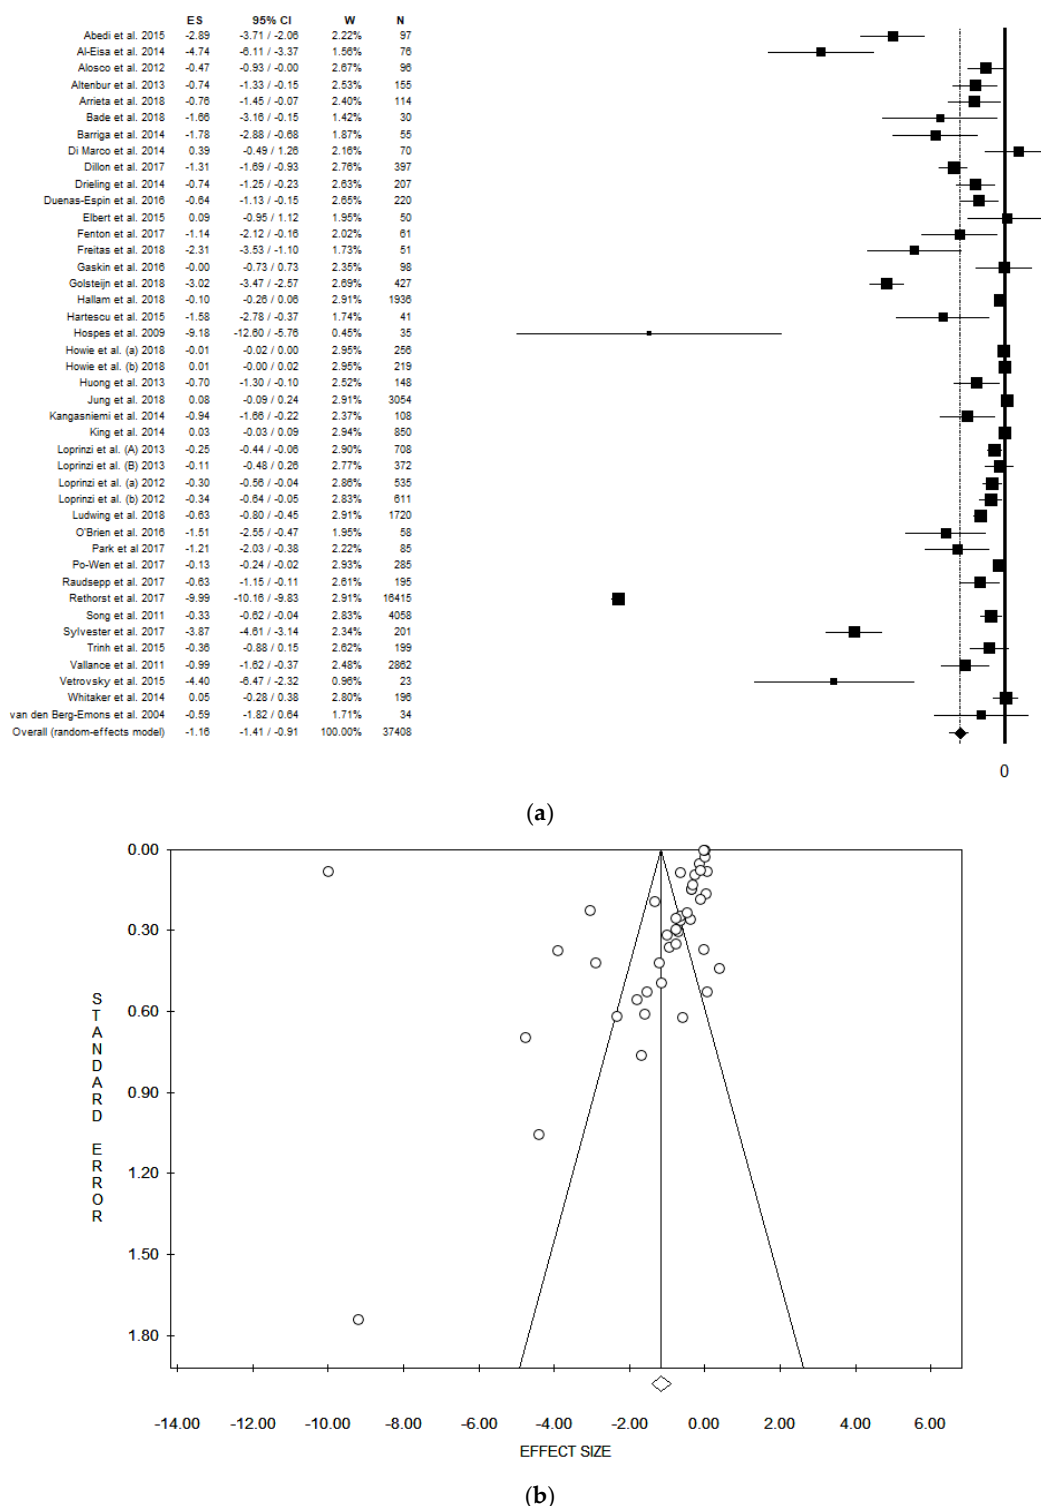 ES 95% CI W N
Abedi et al. 2015 -2.89 -3.71 / -2.06 2.22% 97
Al-Eisa et al. 2014 -4.74 -6.11 / -3.37 1.56% 76
Alosco et al. 2012 -0.47 -0.93 / -0.00 2.67% 96
Altenbur et al. 2013 -0.74 -1.33 / -0.15 2.53% 155
Arrieta et al. 2018 -0.76 -1.45 / -0.07 2.40% 114
Bade et al. 2018 -1.66 -3.16 / -0.15 1.42% 30
Barriga et al. 2014 -1.78 -2.88 / -0.68 1.87% 55
Di Marco et al. 2014 0.39 -0.49 / 1.26 2.16% 70
Dillon et al. 2017 -1.31 -1.69 / -0.93 2.76% 397
Drieling et al. 2014 -0.74 -1.25 / -0.23 2.63% 207
Duenas-Espin et al. 2016 -0.64 -1.13 / -0.15 2.65% 220
Elbert et al. 2015 0.09 -0.95 / 1.12 1.95% 50
Fenton et al. 2017 -1.14 -2.12 / -0.16 2.02% 61
Freitas et al. 2018 -2.31 -3.53 / -1.10 1.73% 51
Gaskin et al. 2016 -0.00 -0.73 / 0.73 2.35% 98
Golsteijn et al. 2018 -3.02 -3.47 / -2.57 2.69% 427
Hallam et al. 2018 -0.10 -0.26 / 0.06 2.91% 1936
Hartescu et al. 2015 -1.58 -2.78 / -0.37 1.74% 41
Hospes et al. 2009 -9.18 -12.60 / -5.76 0.45% 35
Howie et al. (a) 2018 -0.01 -0.02 / 0.00 2.95% 256
Howie et al. (b) 2018 0.01 -0.00 / 0.02 2.95% 219
Huong et al. 2013 -0.70 -1.30 / -0.10 2.52% 148
Jung et al. 2018 0.08 -0.09 / 0.24 2.91% 3054
Kangasniemi et al. 2014 -0.94 -1.66 / -0.22 2.37% 108
King et al. 2014 0.03 -0.03 / 0.09 2.94% 850
Loprinzi et al. (A) 2013 -0.25 -0.44 / -0.06 2.90% 708
Loprinzi et al. (B) 2013 -0.11 -0.48 / 0.26 2.77% 372
Loprinzi et al. (a) 2012 -0.30 -0.56 / -0.04 2.86% 535
Loprinzi et al. (b) 2012 -0.34 -0.64 / -0.05 2.83% 611
Ludwing et al. 2018 -0.63 -0.80 / -0.45 2.91% 1720
O'Brien et al. 2016 -1.51 -2.55 / -0.47 1.95% 58
Park et al 2017 -1.21 -2.03 / -0.38 2.22% 85
Po-Wen et al. 2017 -0.13 -0.24 / -0.02 2.93% 285
Raudsepp et al. 2017 -0.63 -1.15 / -0.11 2.61% 195
Rethorst et al. 2017 -9.99 -10.16 / -9.83 2.91% 16415
Song et al. 2011 -0.33 -0.62 / -0.04 2.83% 4058
Sylvester et al. 2017 -3.87 -4.61 / -3.14 2.34% 201
Trinh et al. 2015 -0.36 -0.88 / 0.15 2.62% 199
Vallance et al. 2011 -0.99 -1.62 / -0.37 2.48% 2862
Vetrovsky et al. 2015 -4.40 -6.47 / -2.32 0.96% 23
Whitaker et al. 2014 0.05 -0.28 / 0.38 2.80% 196
van den Berg-Emons et al. 2004 -0.59 -1.82 / 0.64 1.71% 34
Overall (random-effects model) -1.16 -1.41 / -0.91 100.00% 37408
0
(a)
0.00
0.30
0.60
0.90
1.20
1.50
1.80
STANDARD ERROR
-14.00 -12.00 -10.00 -8.00 -6.00 -4.00 -2.00 0.00 2.00 4.00 6.00
EFFECT SIZE
(b)